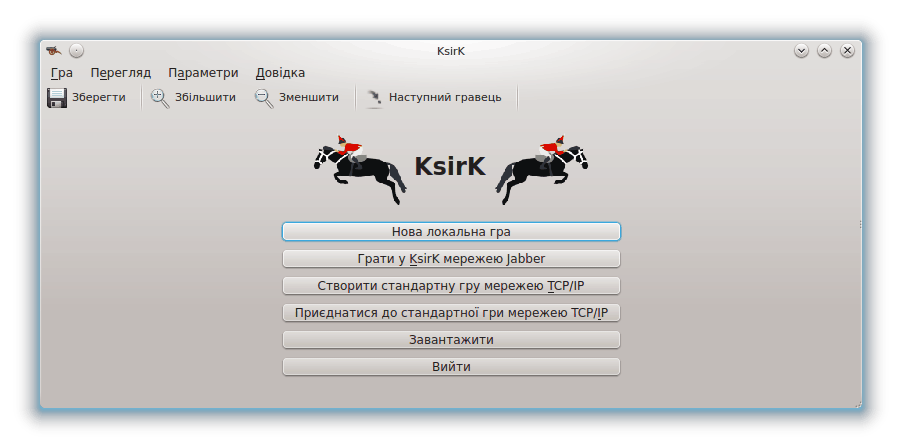 KsirK
Гра Перегляд Параметри Довідка
Зберегти Збільшити Зменшити Наступний гравець
KsirK
Нова локальна гра
Грати у KsirK мережею Jabber
Створити стандартну гру мережею TCP/IP
Приєднатися до стандартної гри мережею TCP/IP
Завантажити
Вийти